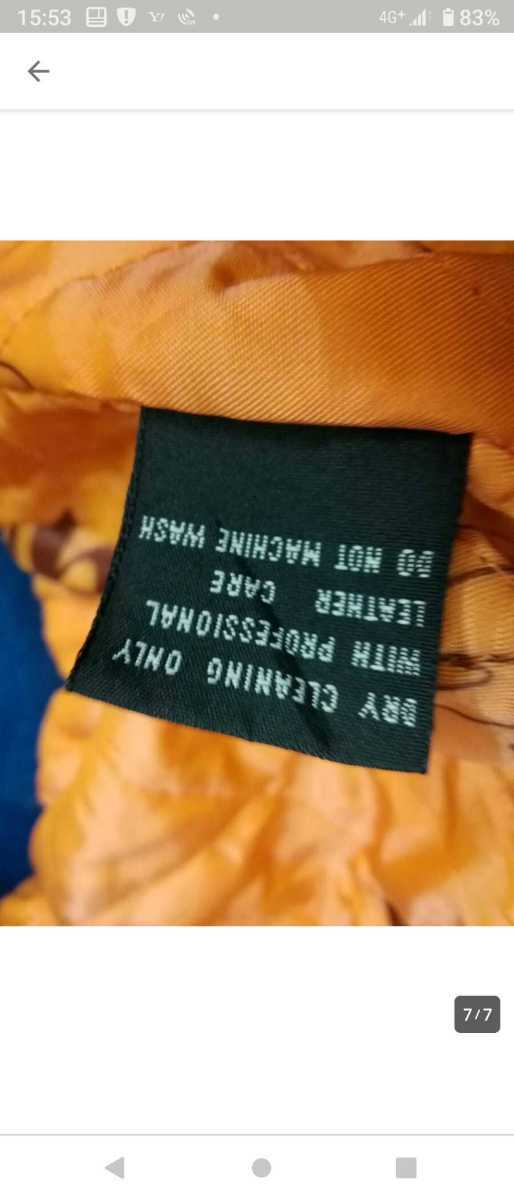 15:53
4G+
83%
DRY CLEANING ONLY
WITH PROFESSIONAL
LEATHER CARE
DO NOT MACHINE WASH
7/7